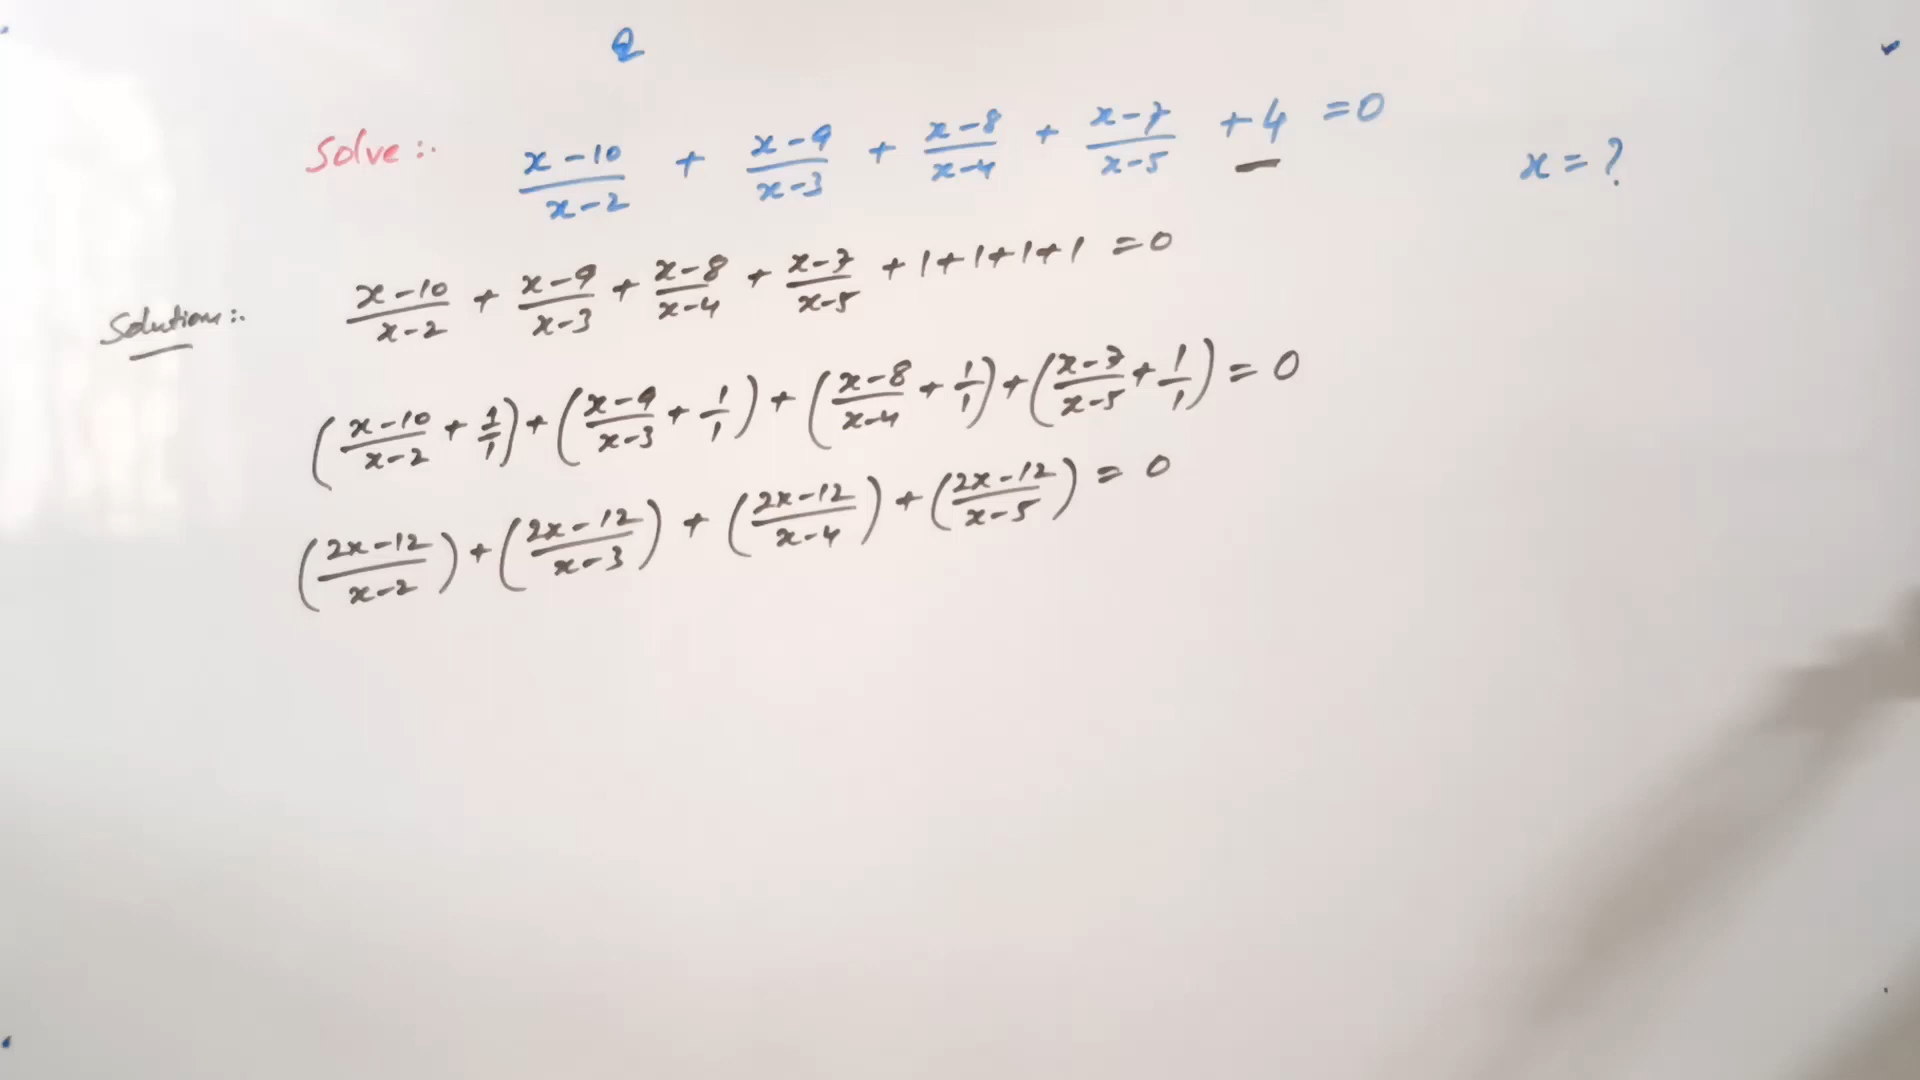 Q
Solve:. (x-10)/(x-2) + (x-9)/(x-3) + (x-8)/(x-4) + (x-7)/(x-5) + 4 = 0
x = ?
Solution:. (x-10)/(x-2) + (x-9)/(x-3) + (x-8)/(x-4) + (x-7)/(x-5) + 1+1+1+1 = 0
((x-10)/(x-2) + 1/1) + ((x-9)/(x-3) + 1/1) + ((x-8)/(x-4) + 1/1) + ((x-7)/(x-5) + 1/1) = 0
((2x-12)/(x-2)) + ((2x-12)/(x-3)) + ((2x-12)/(x-4)) + ((2x-12)/(x-5)) = 0